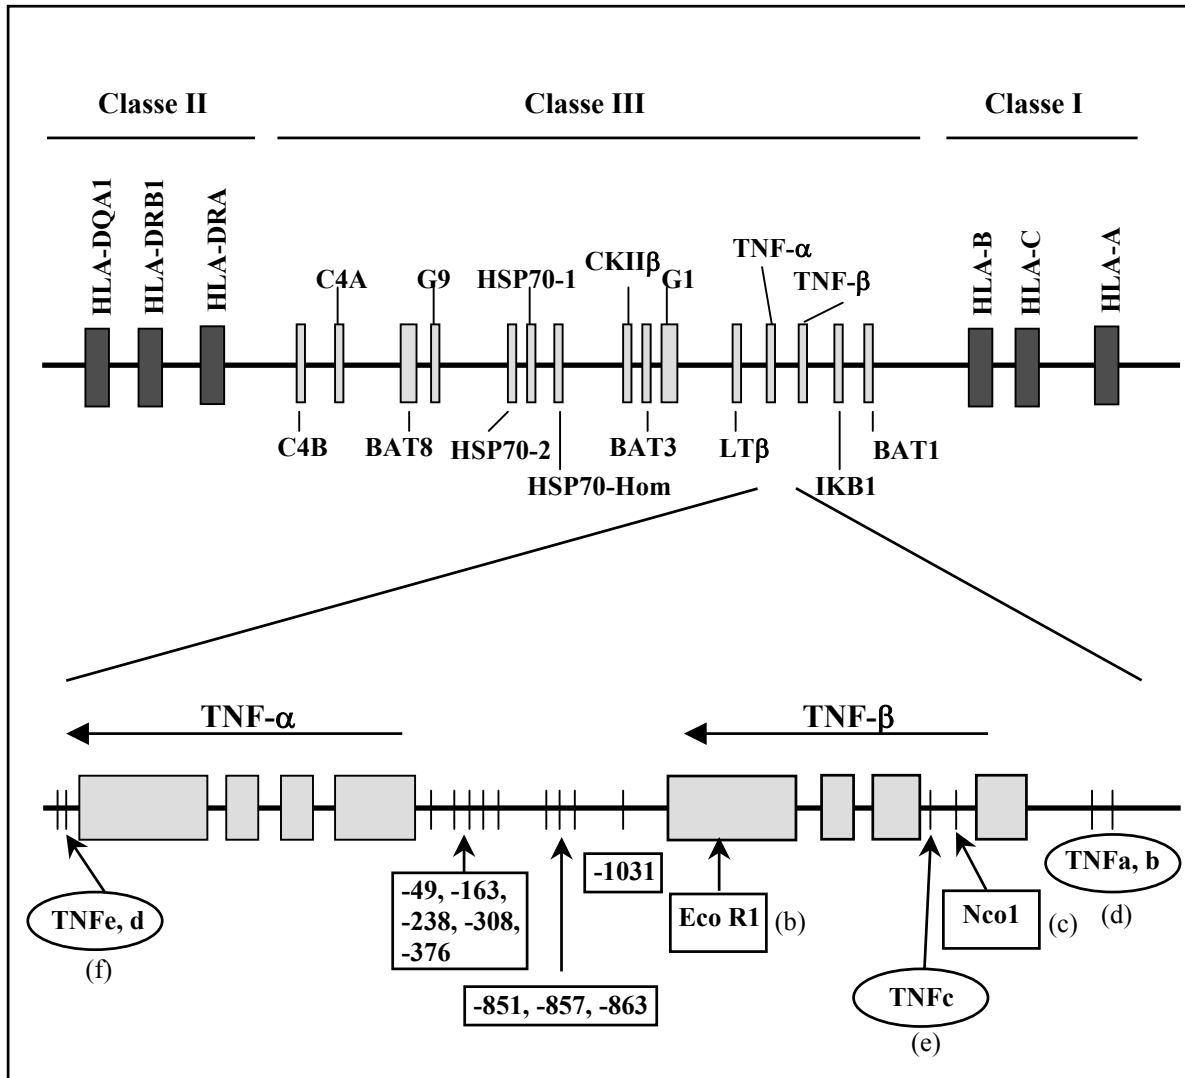 Classe II
Classe III
Classe I
HLA-DQA1
HLA-DRB1
HLA-DRA
C4A
G9
HSP70-1
CKIIβ
G1
TNF-α
TNF-β
HLA-B
HLA-C
HLA-A
C4B
BAT8
HSP70-2
HSP70-Hom
BAT3
LTβ
IKB1
BAT1
TNF-α
TNF-β
TNFe, d
(f)
-49, -163,
-238, -308,
-376
-851, -857, -863
-1031
Eco R1
(b)
TNFc
(e)
Nco1
(c)
TNFa, b
(d)